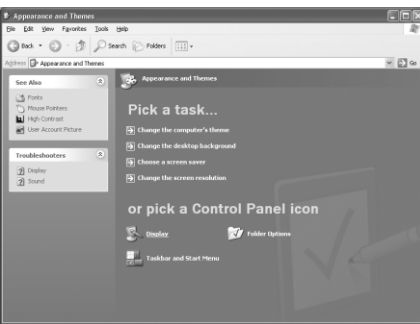 Appearance and Themes
File Edit View Favorites Tools Help
Back Search Folders
Address Appearance and Themes Go
See Also
Fonts
Mouse Pointers
High Contrast
User Account Picture
Troubleshooters
Display
Sound
Appearance and Themes
Pick a task...
Change the computer's theme
Change the desktop background
Choose a screen saver
Change the screen resolution
or pick a Control Panel icon
Display Folder Options
Taskbar and Start Menu